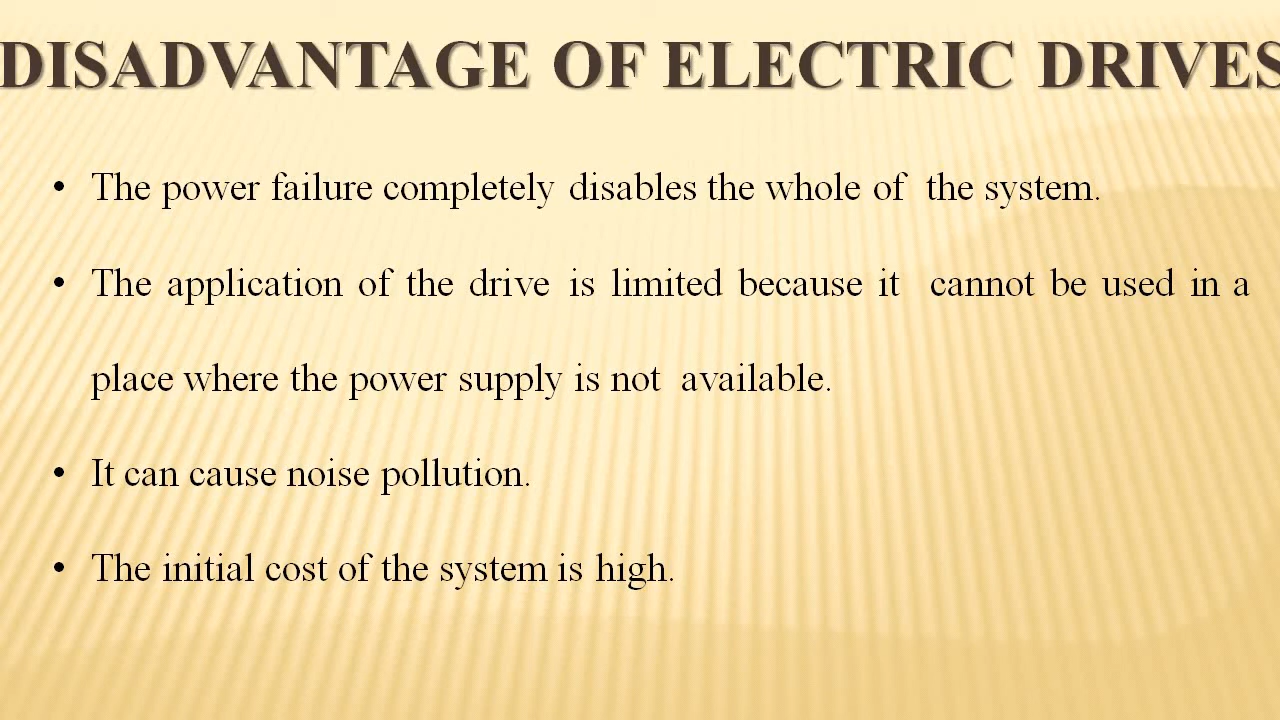 DISADVANTAGE OF ELECTRIC DRIVES
• The power failure completely disables the whole of the system.
• The application of the drive is limited because it cannot be used in a
place where the power supply is not available.
• It can cause noise pollution.
• The initial cost of the system is high.